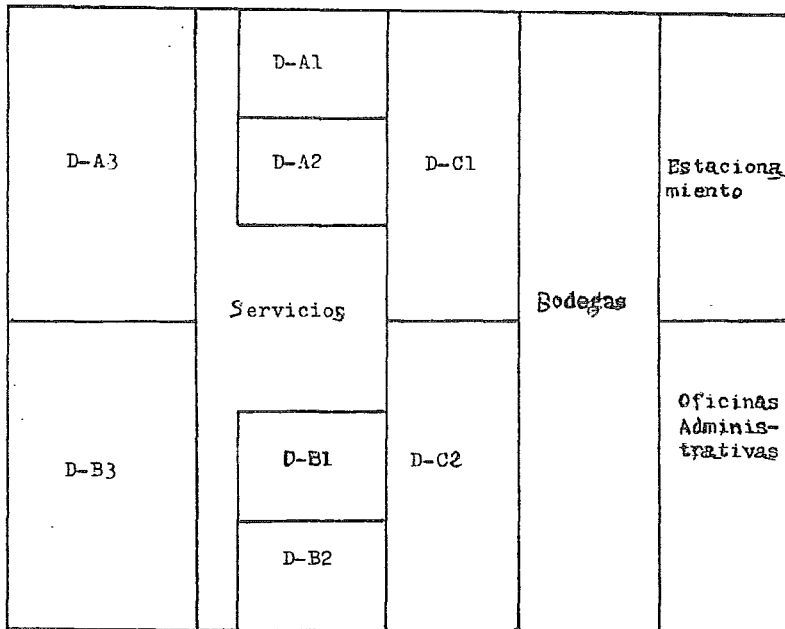 D-A1
D-A3
D-A2
D-C1
Estaciona
miento
Servicios
Bodegas
Oficinas
Adminis-
trativas
D-B3
D-B1
D-C2
D-B2